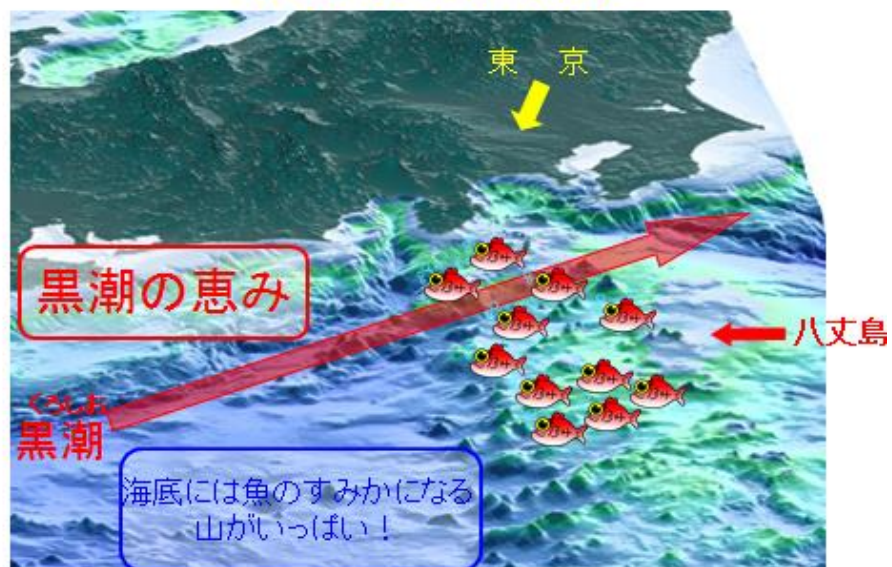 東 京
黒潮の恵み
八丈島
くろしお
黒潮
海底には魚のすみかになる
山がいっぱい！